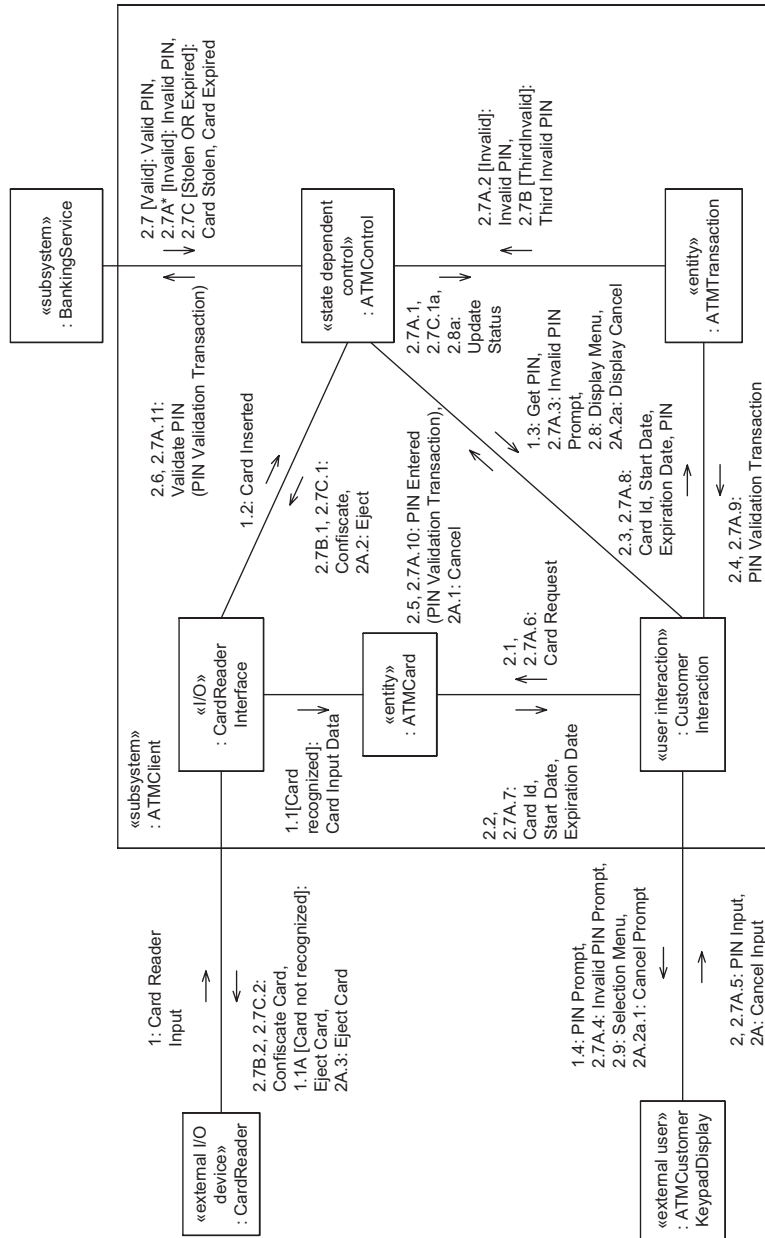 «external I/O
device»
: CardReader
1: Card Reader
Input
2.7B.2, 2.7C.2:
Confiscate Card,
1.1A [Card not recognized]:
Eject Card,
2A.3: Eject Card
«subsystem»
: ATMClient
«I/O»
: CardReader
Interface
1.2: Card Inserted
2.7B.1, 2.7C.1:
Confiscate,
2A.2: Eject
2.6, 2.7A.11:
Validate PIN
(PIN Validation Transaction)
«subsystem»
: BankingService
2.7 [Valid]: Valid PIN,
2.7A* [Invalid]: Invalid PIN,
2.7C [Stolen OR Expired]:
Card Stolen, Card Expired
1.1[Card
recognized]:
Card Input Data
«entity»
: ATMCard
2.5, 2.7A.10: PIN Entered
(PIN Validation Transaction),
2A.1: Cancel
«state dependent
control»
: ATMControl
2.2,
2.7A.7:
Card Id,
Start Date,
Expiration Date
2.1,
2.7A.6:
Card Request
2.7A.1,
2.7C.1a,
2.8a:
Update
Status
2.7A.2 [Invalid]:
Invalid PIN,
2.7B [ThirdInvalid]:
Third Invalid PIN
1.3: Get PIN,
2.7A.3: Invalid PIN
Prompt,
2.8: Display Menu,
2A.2a: Display Cancel
1.4: PIN Prompt,
2.7A.4: Invalid PIN Prompt,
2.9: Selection Menu,
2A.2a.1: Cancel Prompt
«external user»
: ATMCustomer
KeypadDisplay
2, 2.7A.5: PIN Input,
2A: Cancel Input
«user interaction»
: Customer
Interaction
2.3, 2.7A.8:
Card Id, Start Date,
Expiration Date, PIN
2.4, 2.7A.9:
PIN Validation Transaction
«entity»
: ATMTransaction